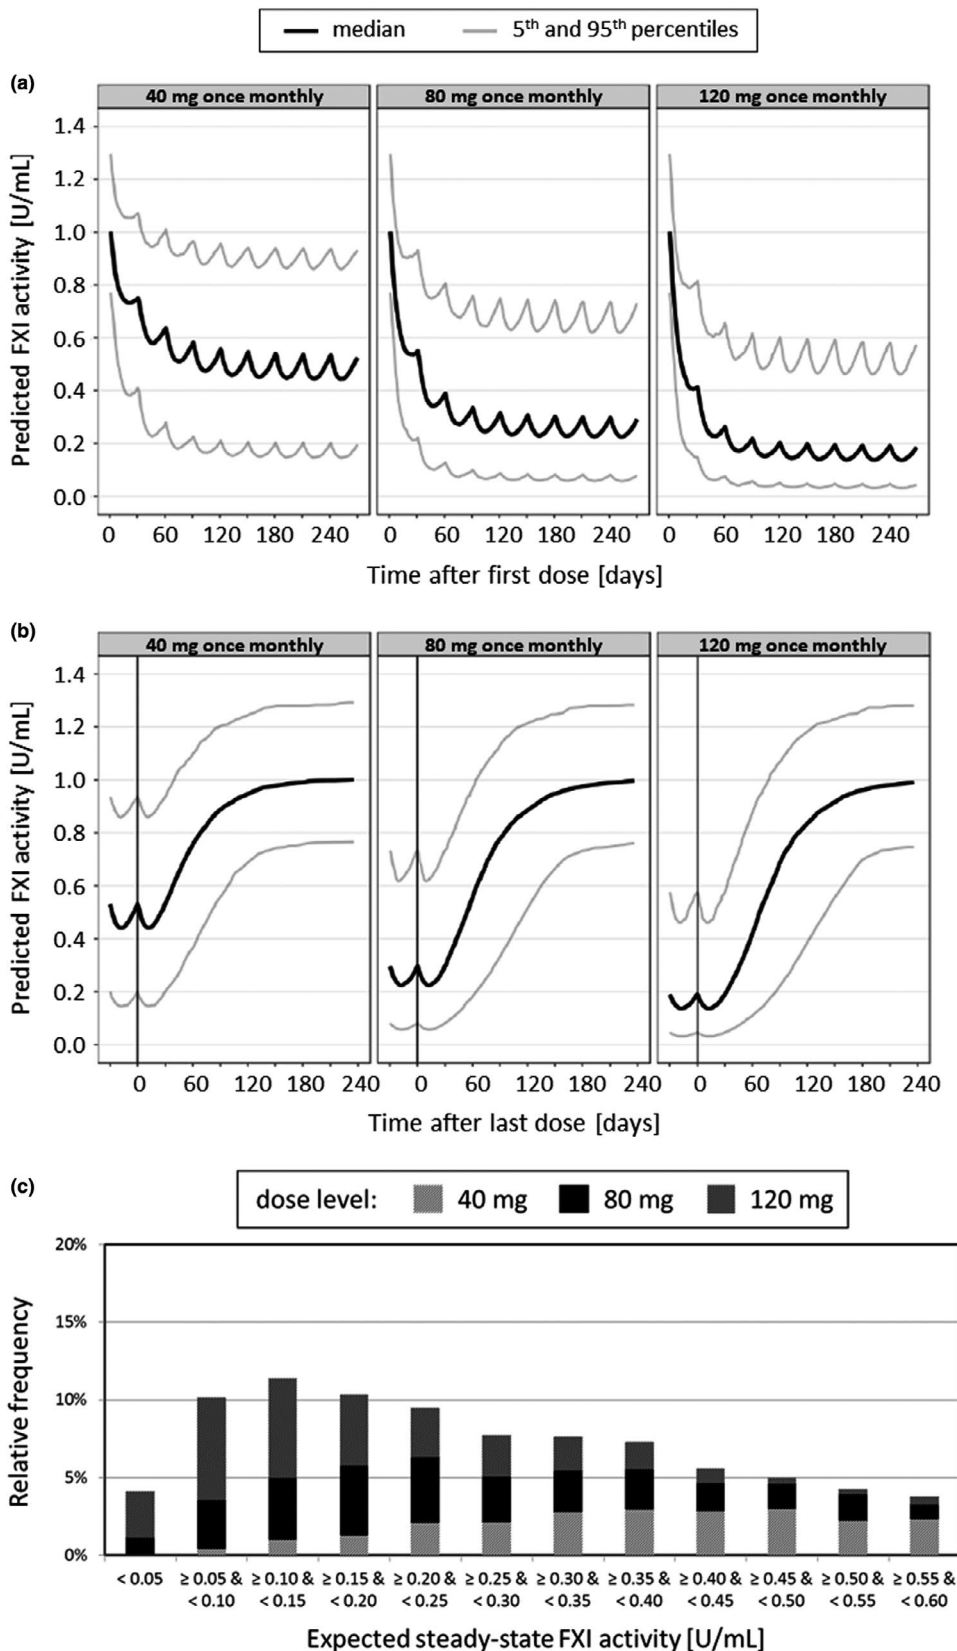 median 5th and 95th percentiles
(a)
40 mg once monthly 80 mg once monthly 120 mg once monthly
Predicted FXI activity [U/mL]
1.4
1.2
1.0
0.8
0.6
0.4
0.2
0.0
0 60 120 180 240 0 60 120 180 240 0 60 120 180 240
Time after first dose [days]
(b)
40 mg once monthly 80 mg once monthly 120 mg once monthly
Predicted FXI activity [U/mL]
1.4
1.2
1.0
0.8
0.6
0.4
0.2
0.0
0 60 120 180 240 0 60 120 180 240 0 60 120 180 240
Time after last dose [days]
(c)
dose level: 40 mg 80 mg 120 mg
Relative frequency
20%
15%
10%
5%
0%
< 0.05 ≥ 0.05 & ≥ 0.10 & ≥ 0.15 & ≥ 0.20 & ≥ 0.25 & ≥ 0.30 & ≥ 0.35 & ≥ 0.40 & ≥ 0.45 & ≥ 0.50 & ≥ 0.55 &
< 0.10 < 0.15 < 0.20 < 0.25 < 0.30 < 0.35 < 0.40 < 0.45 < 0.50 < 0.55 < 0.60
Expected steady-state FXI activity [U/mL]